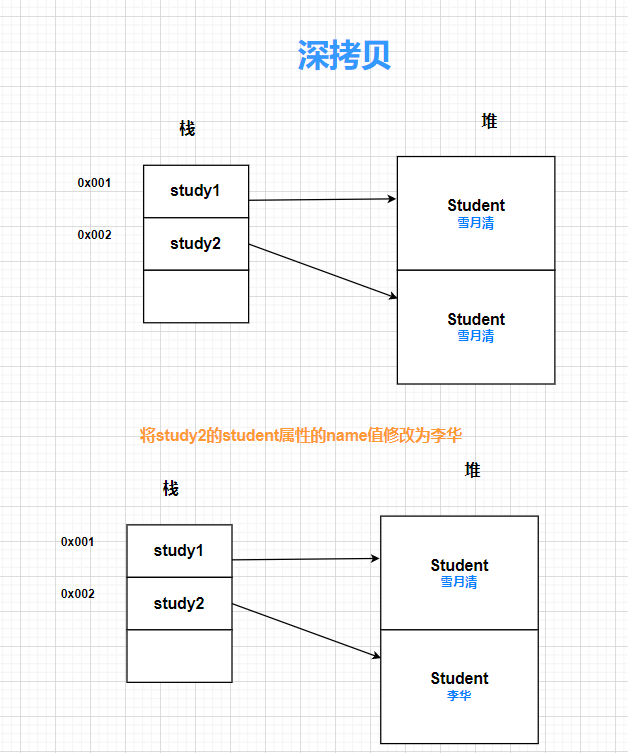 深拷贝
栈
堆
0x001
study1
Student
雪月清
0x002
study2
Student
雪月清
将study2的student属性的name值修改为李华
栈
堆
0x001
study1
Student
雪月清
0x002
study2
Student
李华